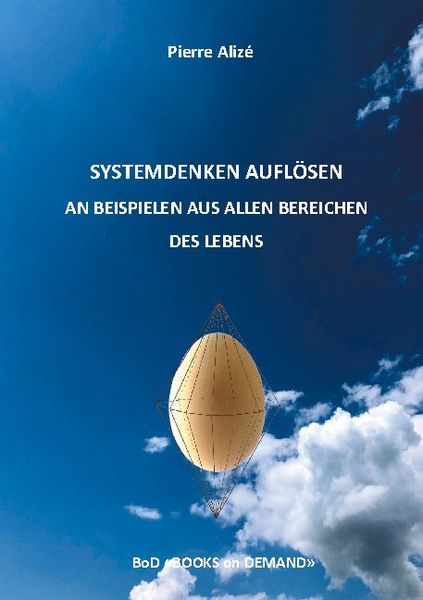 Pierre Alizé
SYSTEMDENKEN AUFLÖSEN
AN BEISPIELEN AUS ALLEN BEREICHEN
DES LEBENS
BoD «BOOKS on DEMAND»